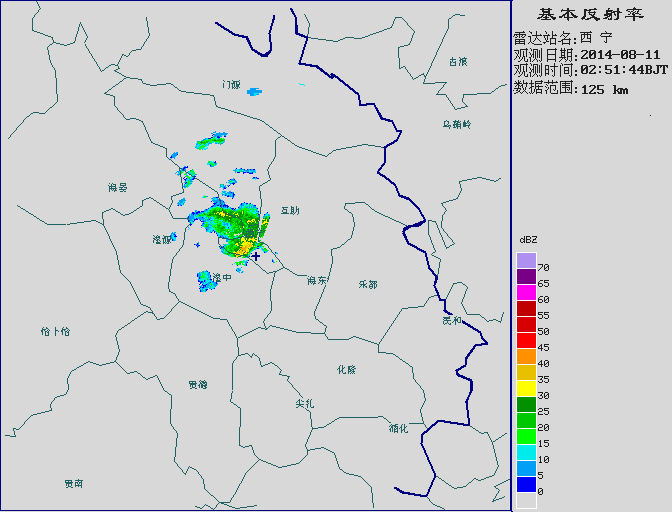 基本反射率
雷达站名:西 宁
观测日期:2014-08-11
观测时间:02:51:44BJT
数据范围:125 km
古浪
门源
乌鞘岭
海晏
互助
湟源
湟中
海东
乐都
民和
恰卜恰
化隆
贵德
尖扎
循化
贵南
dBZ
70
65
60
55
50
45
40
35
30
25
20
15
10
5
0